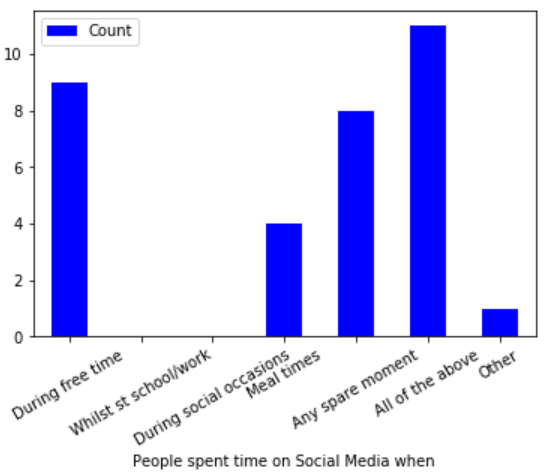 Count
10
8
6
4
2
0
During free time
Whilst st school/work
During social occasions
Meal times
Any spare moment
All of the above
Other
People spent time on Social Media when